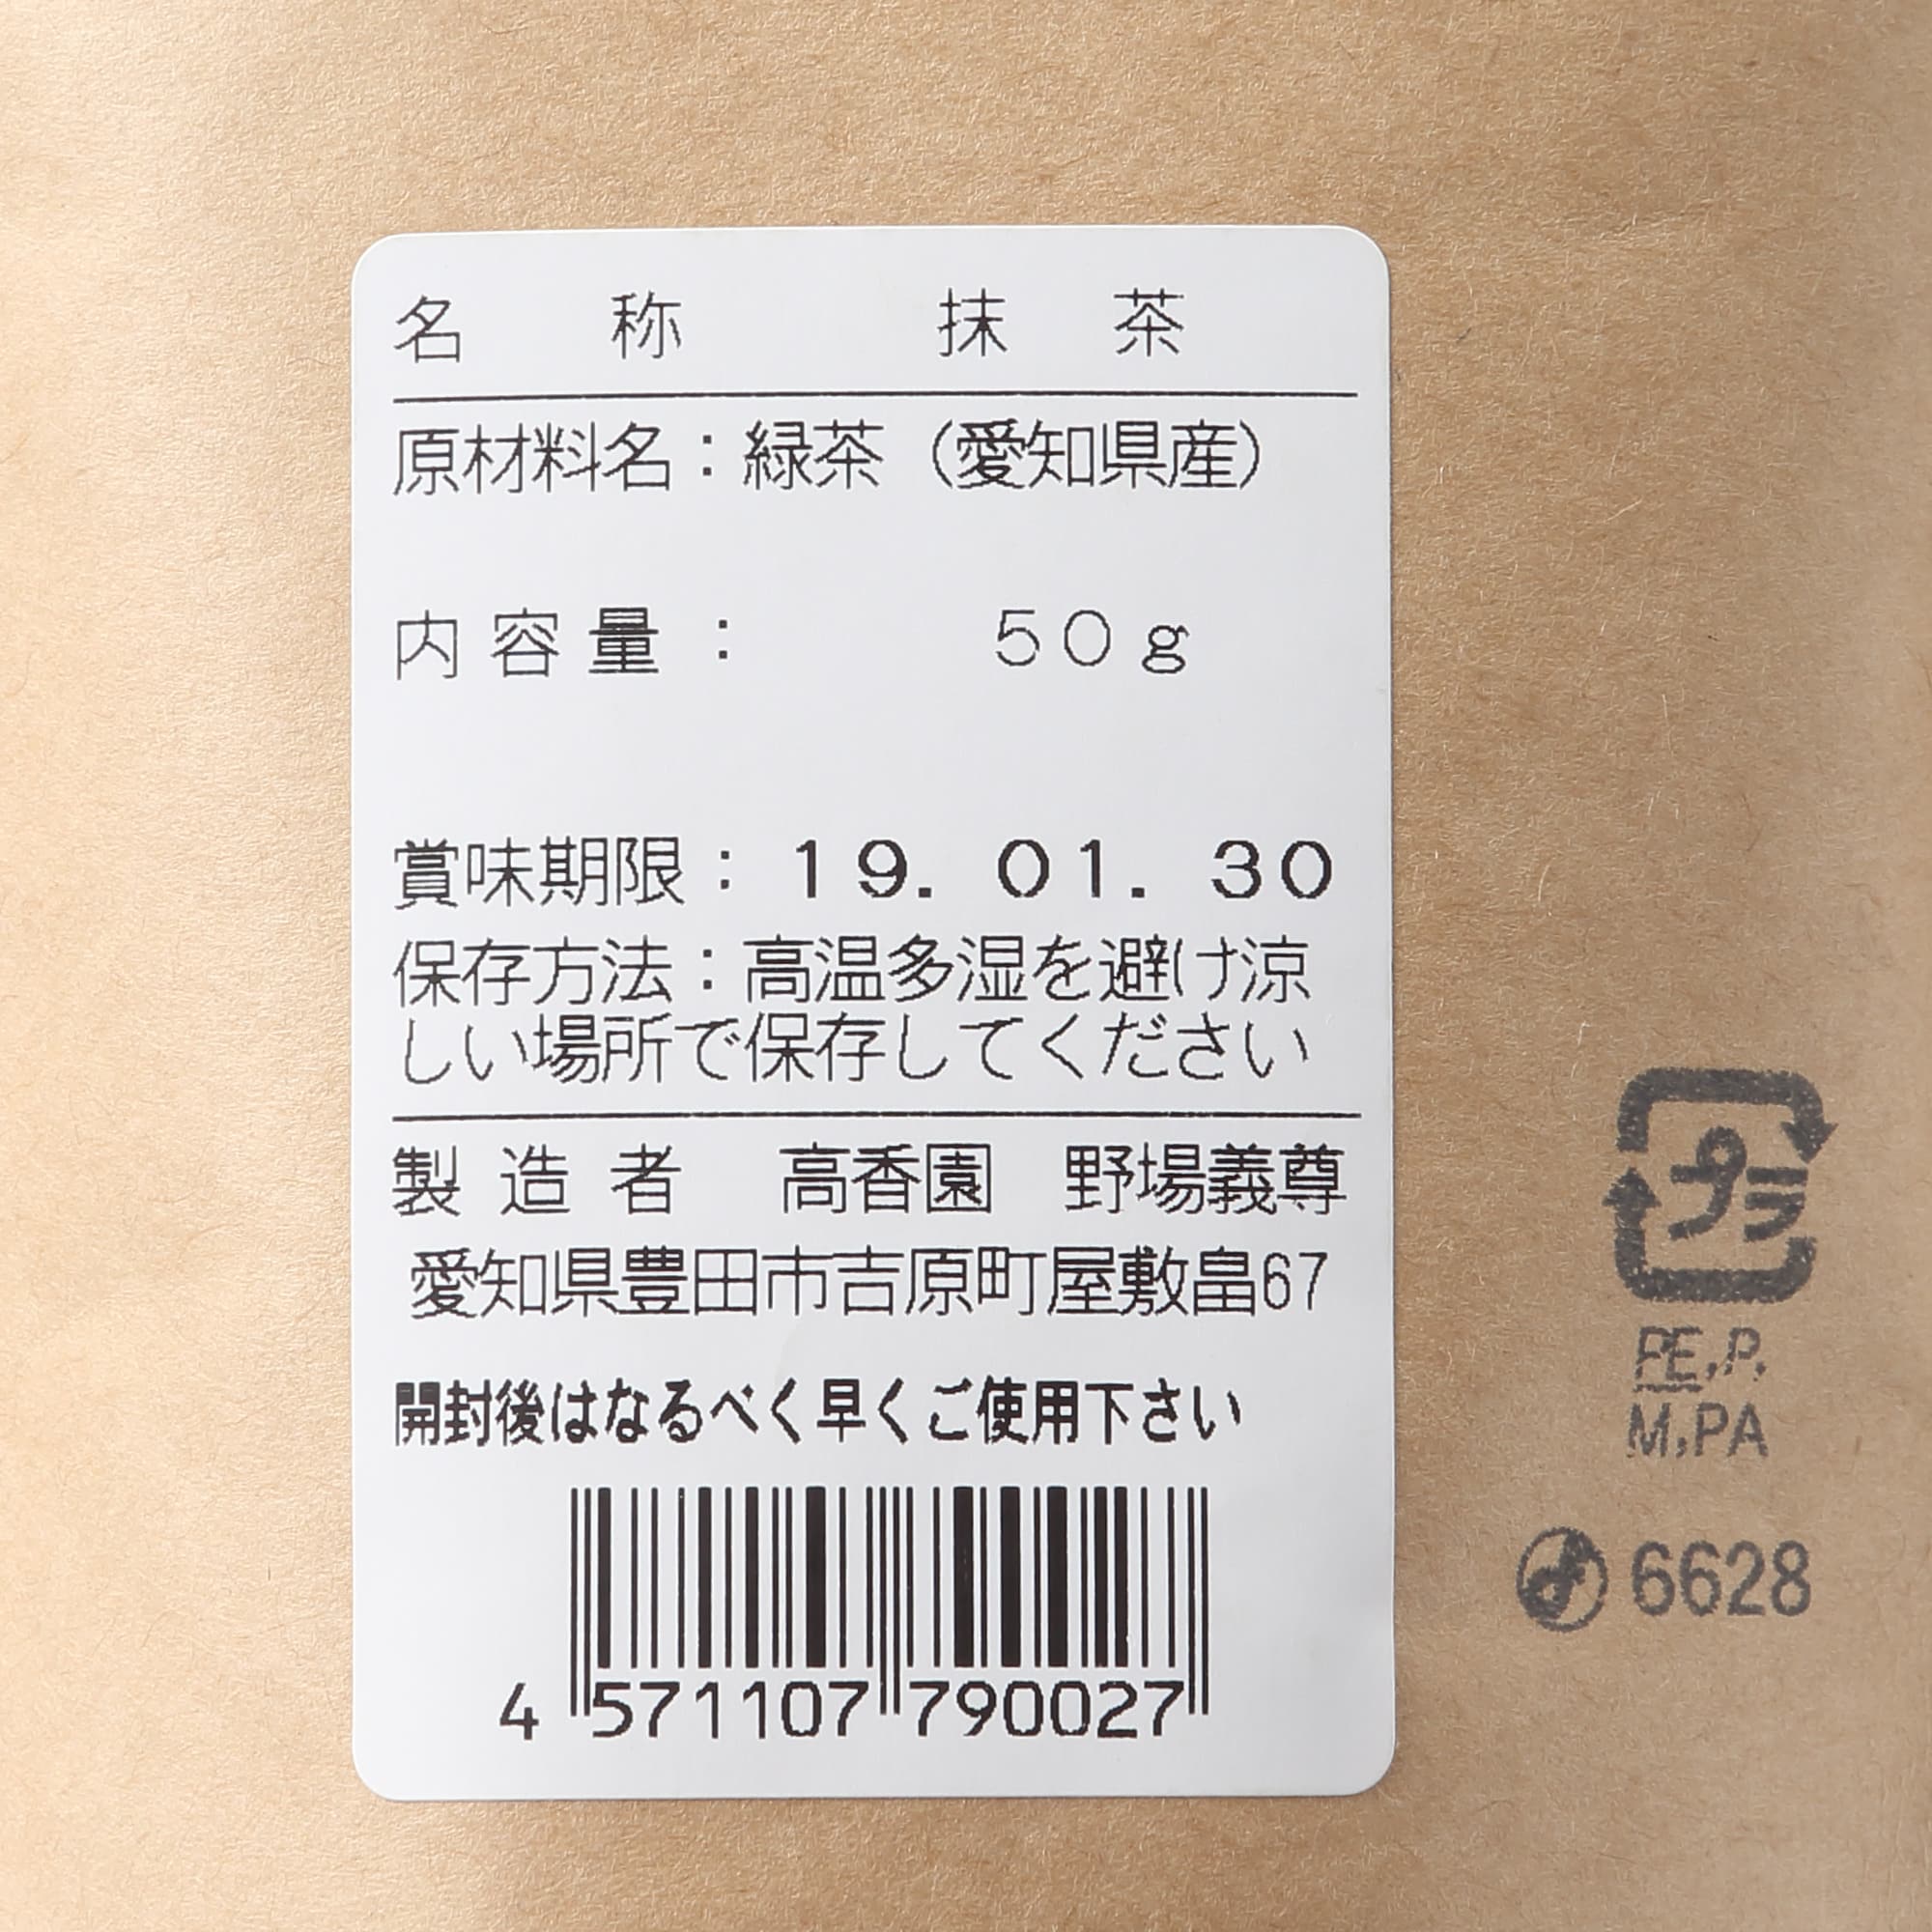 名　称　抹　茶
原材料名：緑茶（愛知県産）
内容量：　50g
賞味期限：19. 01. 30
保存方法：高温多湿を避け涼
しい場所で保存してください
製造者　高香園　野場義尊
愛知県豊田市吉原町屋敷畠67
開封後はなるべく早くご使用下さい
4 571107 790027
プラ
PE,P,
M,PA
6628